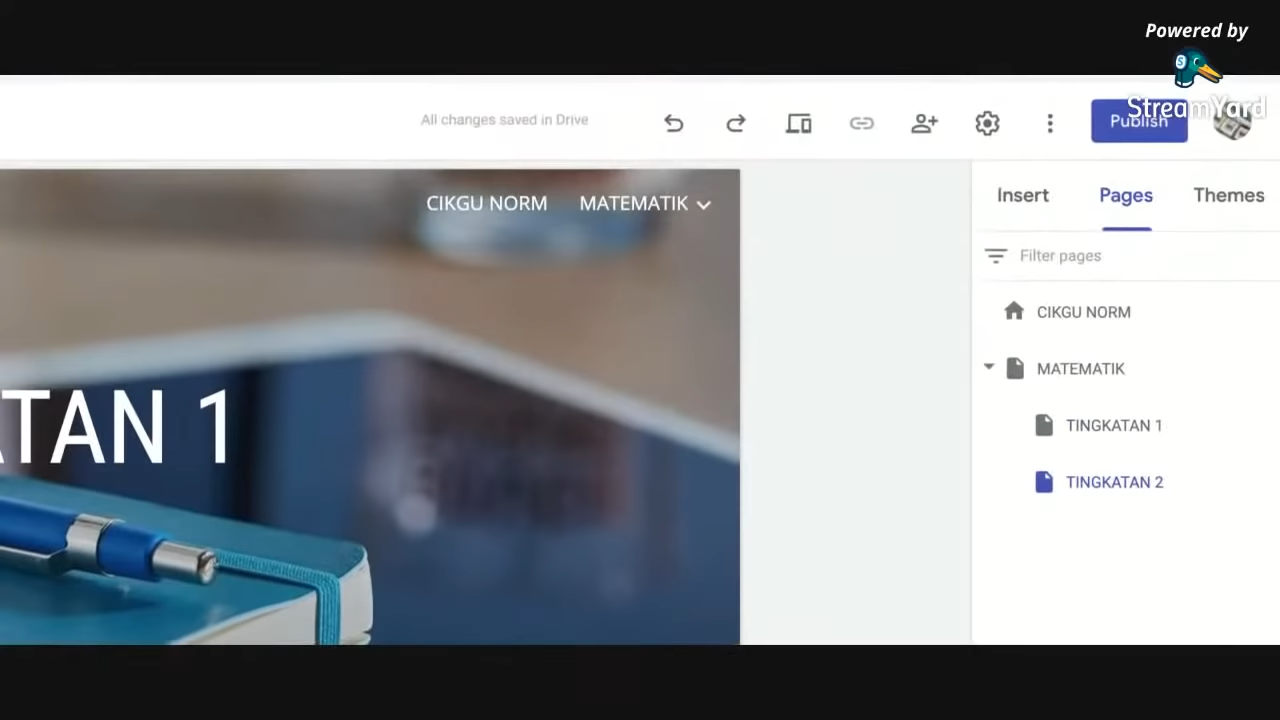 Powered by
StreamYard
All changes saved in Drive
Publish
CIKGU NORM
MATEMATIK
Insert
Pages
Themes
Filter pages
CIKGU NORM
MATEMATIK
TINGKATAN 1
TINGKATAN 2
TAN 1